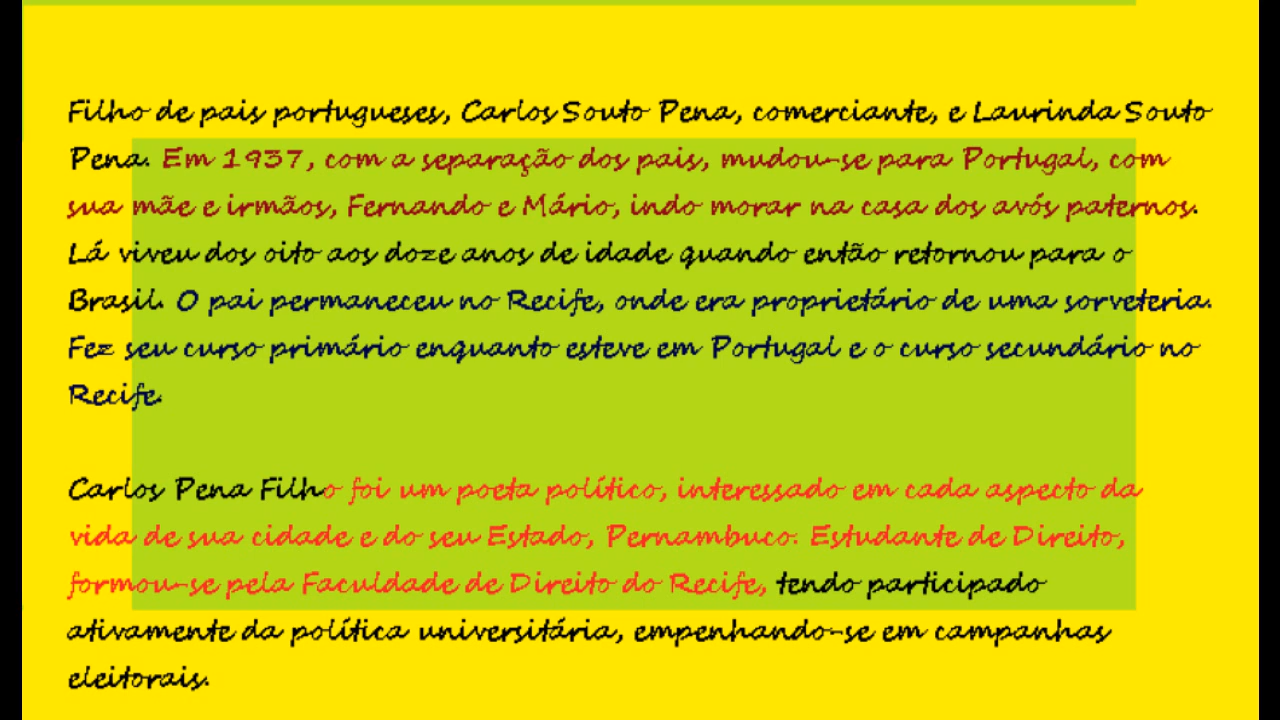 Filho de pais portugueses, Carlos Souto Pena, comerciante, e Laurinda Souto
Pena. Em 1937, com a separação dos pais, mudou-se para Portugal, com
sua mãe e irmãos, Fernando e Mário, indo morar na casa dos avós paternos.
Lá viveu dos oito aos doze anos de idade quando então retornou para o
Brasil. O pai permaneceu no Recife, onde era proprietário de uma sorveteria.
Fez seu curso primário enquanto esteve em Portugal e o curso secundário no
Recife.
Carlos Pena Filho foi um poeta político, interessado em cada aspecto da
vida de sua cidade e do seu Estado, Pernambuco. Estudante de Direito,
formou-se pela Faculdade de Direito do Recife, tendo participado
ativamente da política universitária, empenhando-se em campanhas
eleitorais.